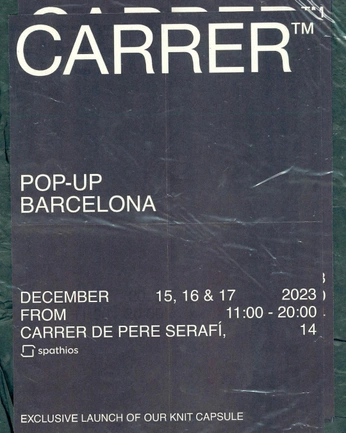 CARRER™
CARRER™
POP-UP
BARCELONA
DECEMBER 15, 16 & 17 2023
FROM 11:00 - 20:00
CARRER DE PERE SERAFÍ, 14
spathios
EXCLUSIVE LAUNCH OF OUR KNIT CAPSULE